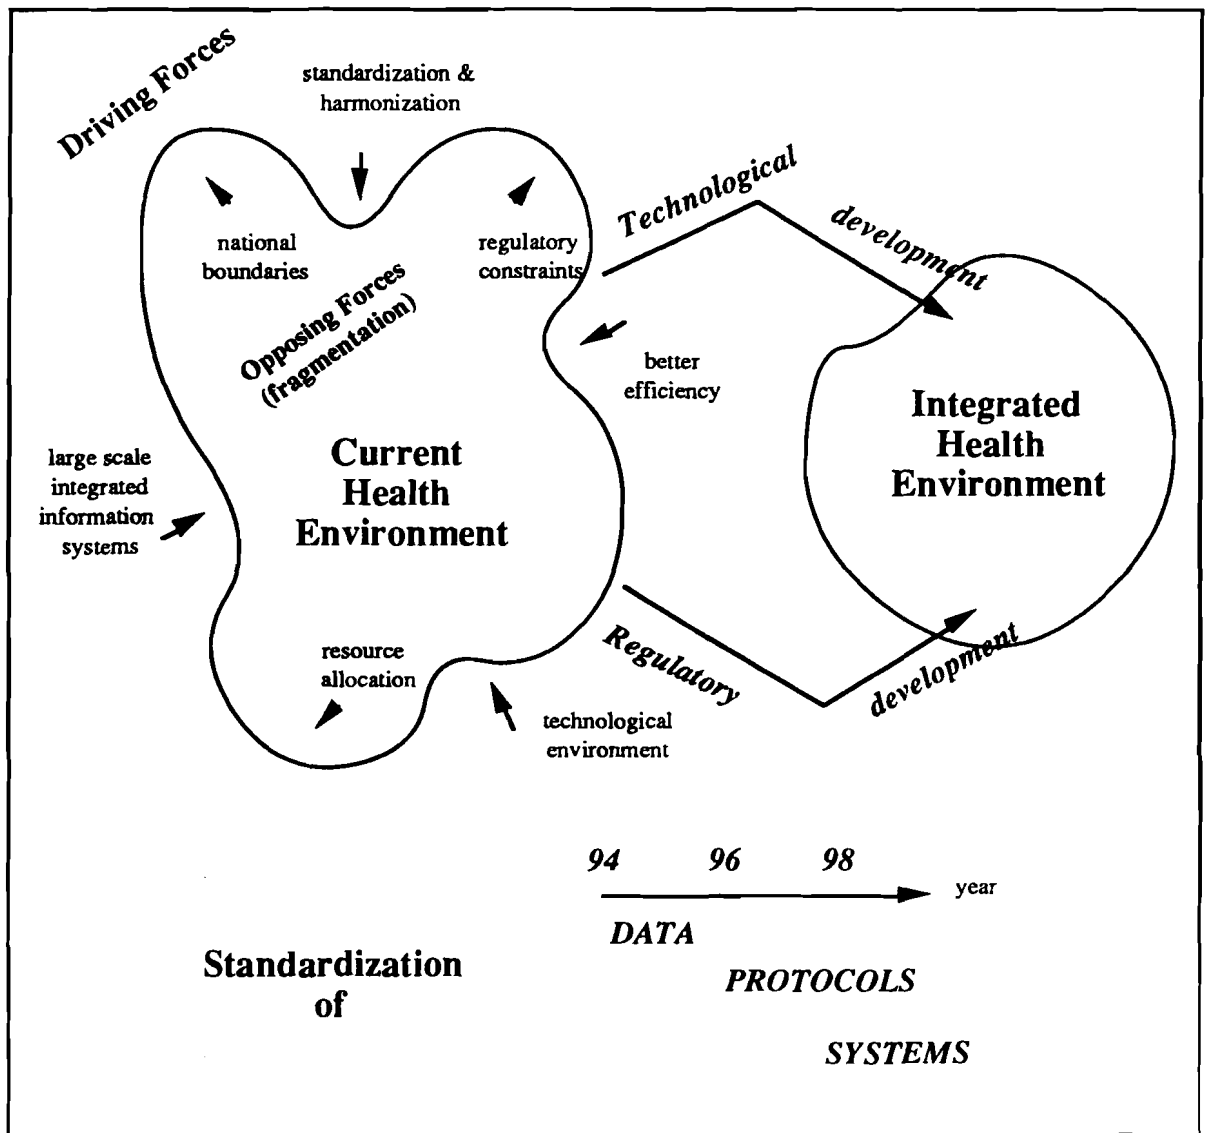 Driving Forces
standardization &
harmonization
national
boundaries
regulatory
constraints
Opposing Forces
(fragmentation)
Technological
development
better
efficiency
Current
Health
Environment
Integrated
Health
Environment
large scale
integrated
information
systems
resource
allocation
technological
environment
Regulatory
development
94 96 98
year
Standardization
of
DATA
PROTOCOLS
SYSTEMS